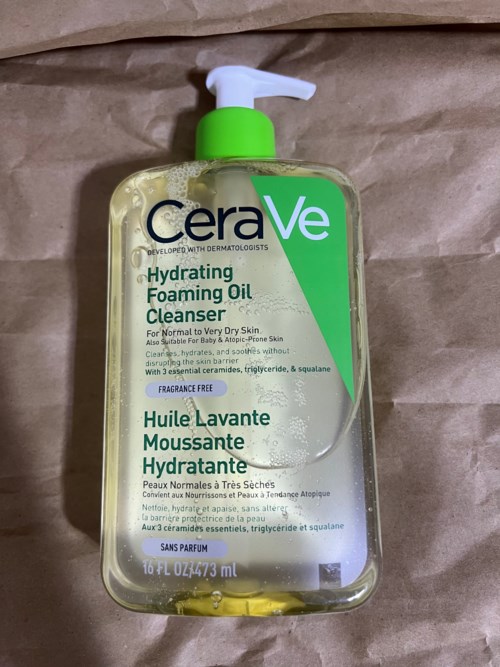 CeraVe
DEVELOPED WITH DERMATOLOGISTS
Hydrating
Foaming Oil
Cleanser
For Normal to Very Dry Skin
Also Suitable For Baby & Atopic-Prone Skin
Cleanses, hydrates, and soothes without
disrupting the skin barrier
With 3 essential ceramides, triglyceride, & squalane
FRAGRANCE FREE
Huile Lavante
Moussante
Hydratante
Peaux Normales à Très Sèches
Convient aux Nourrissons et Peaux à Tendance Atopique
Nettoie, hydrate et apaise, sans altérer
la barrière protectrice de la peau
Aux 3 céramides essentiels, triglycéride et squalane
SANS PARFUM
16 FL OZ/473 ml